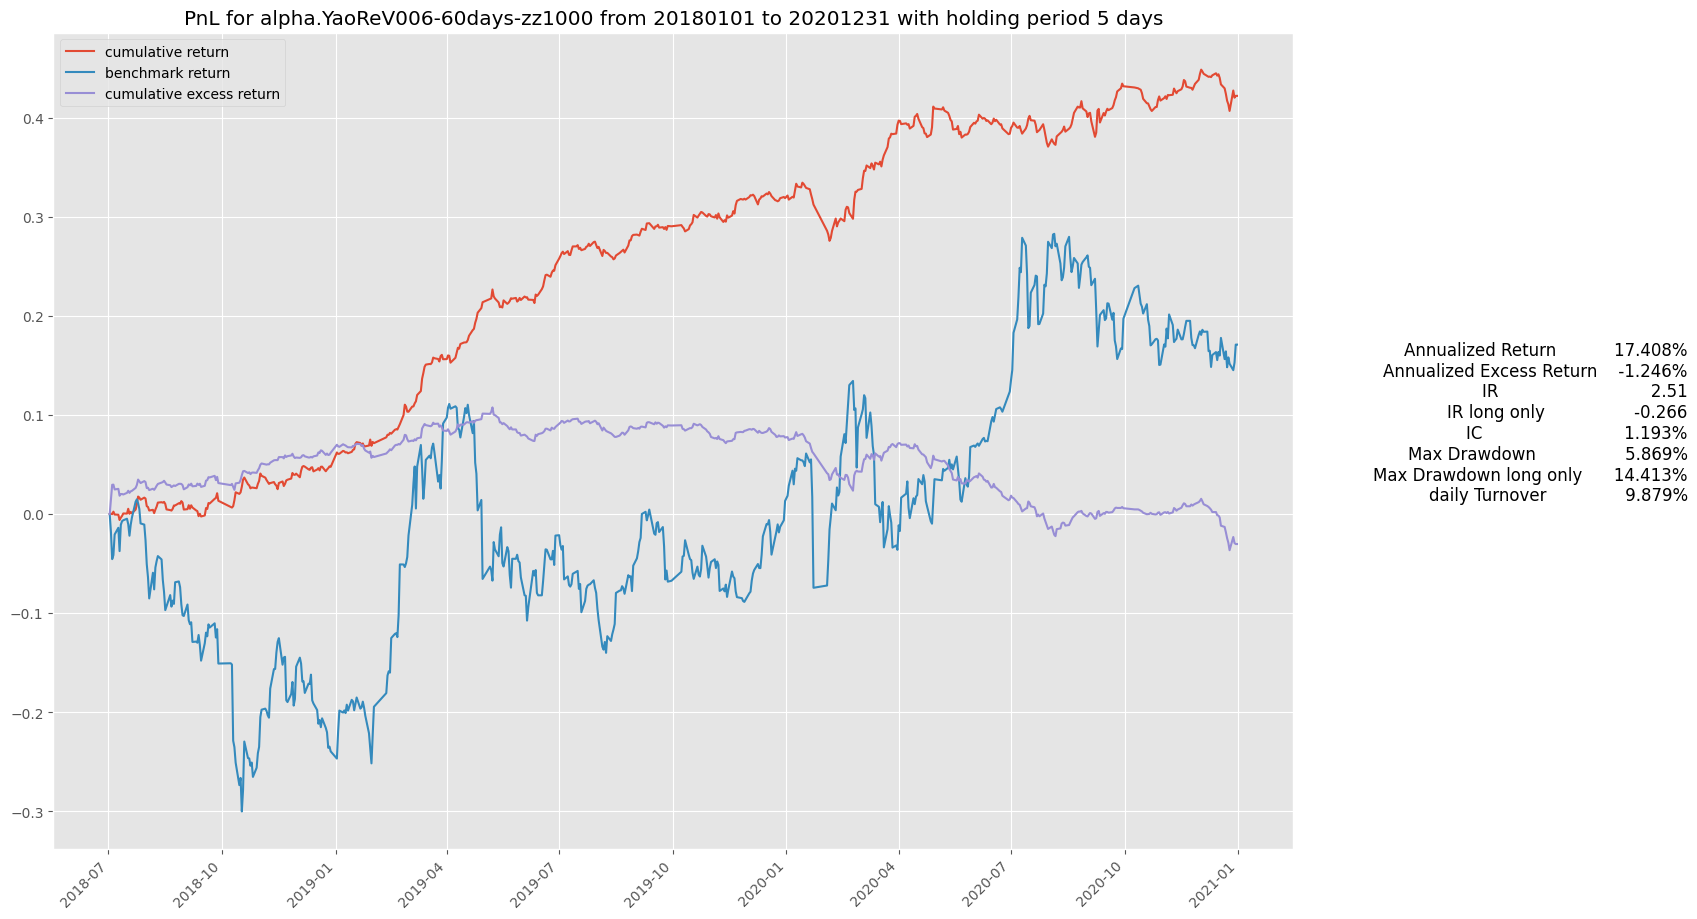 PnL for alpha.YaoReV006-60days-zz1000 from 20180101 to 20201231 with holding period 5 days
cumulative return
benchmark return
cumulative excess return
0.4
0.3
0.2
0.1
0.0
−0.1
−0.2
−0.3
2018-07
2018-10
2019-01
2019-04
2019-07
2019-10
2020-01
2020-04
2020-07
2020-10
2021-01
Annualized Return 17.408%
Annualized Excess Return -1.246%
IR 2.51
IR long only -0.266
IC 1.193%
Max Drawdown 5.869%
Max Drawdown long only 14.413%
daily Turnover 9.879%